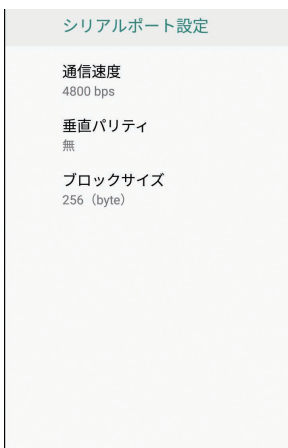 シリアルポート設定
通信速度
4800 bps
垂直パリティ
無
ブロックサイズ
256（byte）